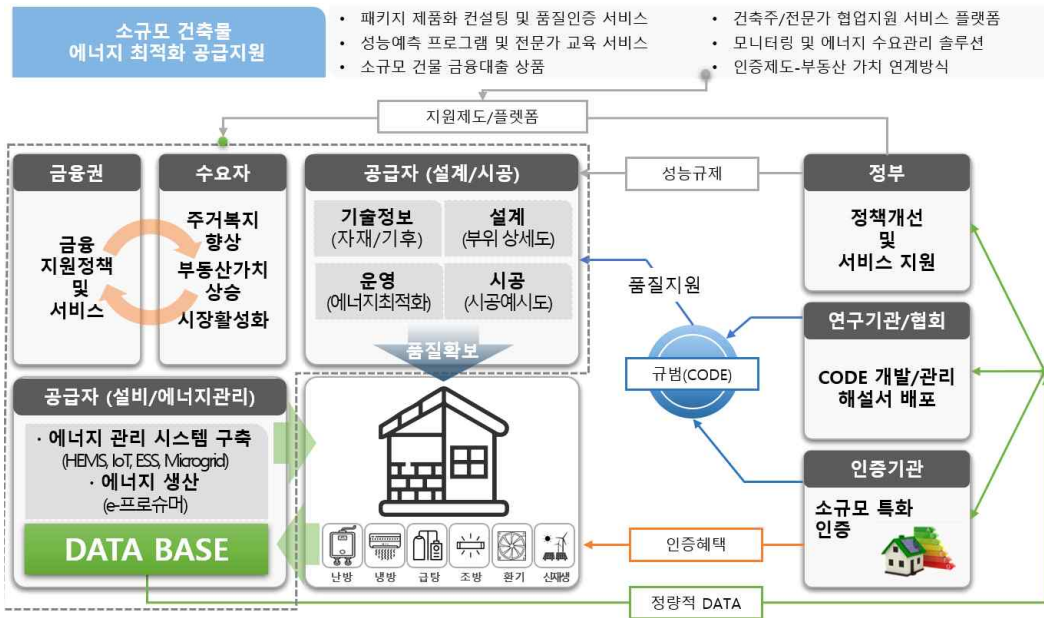 소규모 건축물
에너지 최적화 공급지원
• 패키지 제품화 컨설팅 및 품질인증 서비스
• 성능예측 프로그램 및 전문가 교육 서비스
• 소규모 건물 금융대출 상품
• 건축주/전문가 협업지원 서비스 플랫폼
• 모니터링 및 에너지 수요관리 솔루션
• 인증제도-부동산 가치 연계방식
지원제도/플랫폼
금융권
금융
지원정책
및
서비스
수요자
주거복지
향상
부동산가치
상승
시장활성화
공급자 (설계/시공)
기술정보
(자재/기후)
설계
(부위 상세도)
운영
(에너지최적화)
시공
(시공예시도)
품질확보
성능규제
정부
정책개선
및
서비스 지원
품질지원
규범(CODE)
연구기관/협회
CODE 개발/관리
해설서 배포
공급자 (설비/에너지관리)
· 에너지 관리 시스템 구축
(HEMS, IoT, ESS, Microgrid)
· 에너지 생산
(e-프로슈머)
DATA BASE
난방
냉방
급탕
조방
환기
신재생
인증기관
소규모 특화
인증
인증혜택
정량적 DATA